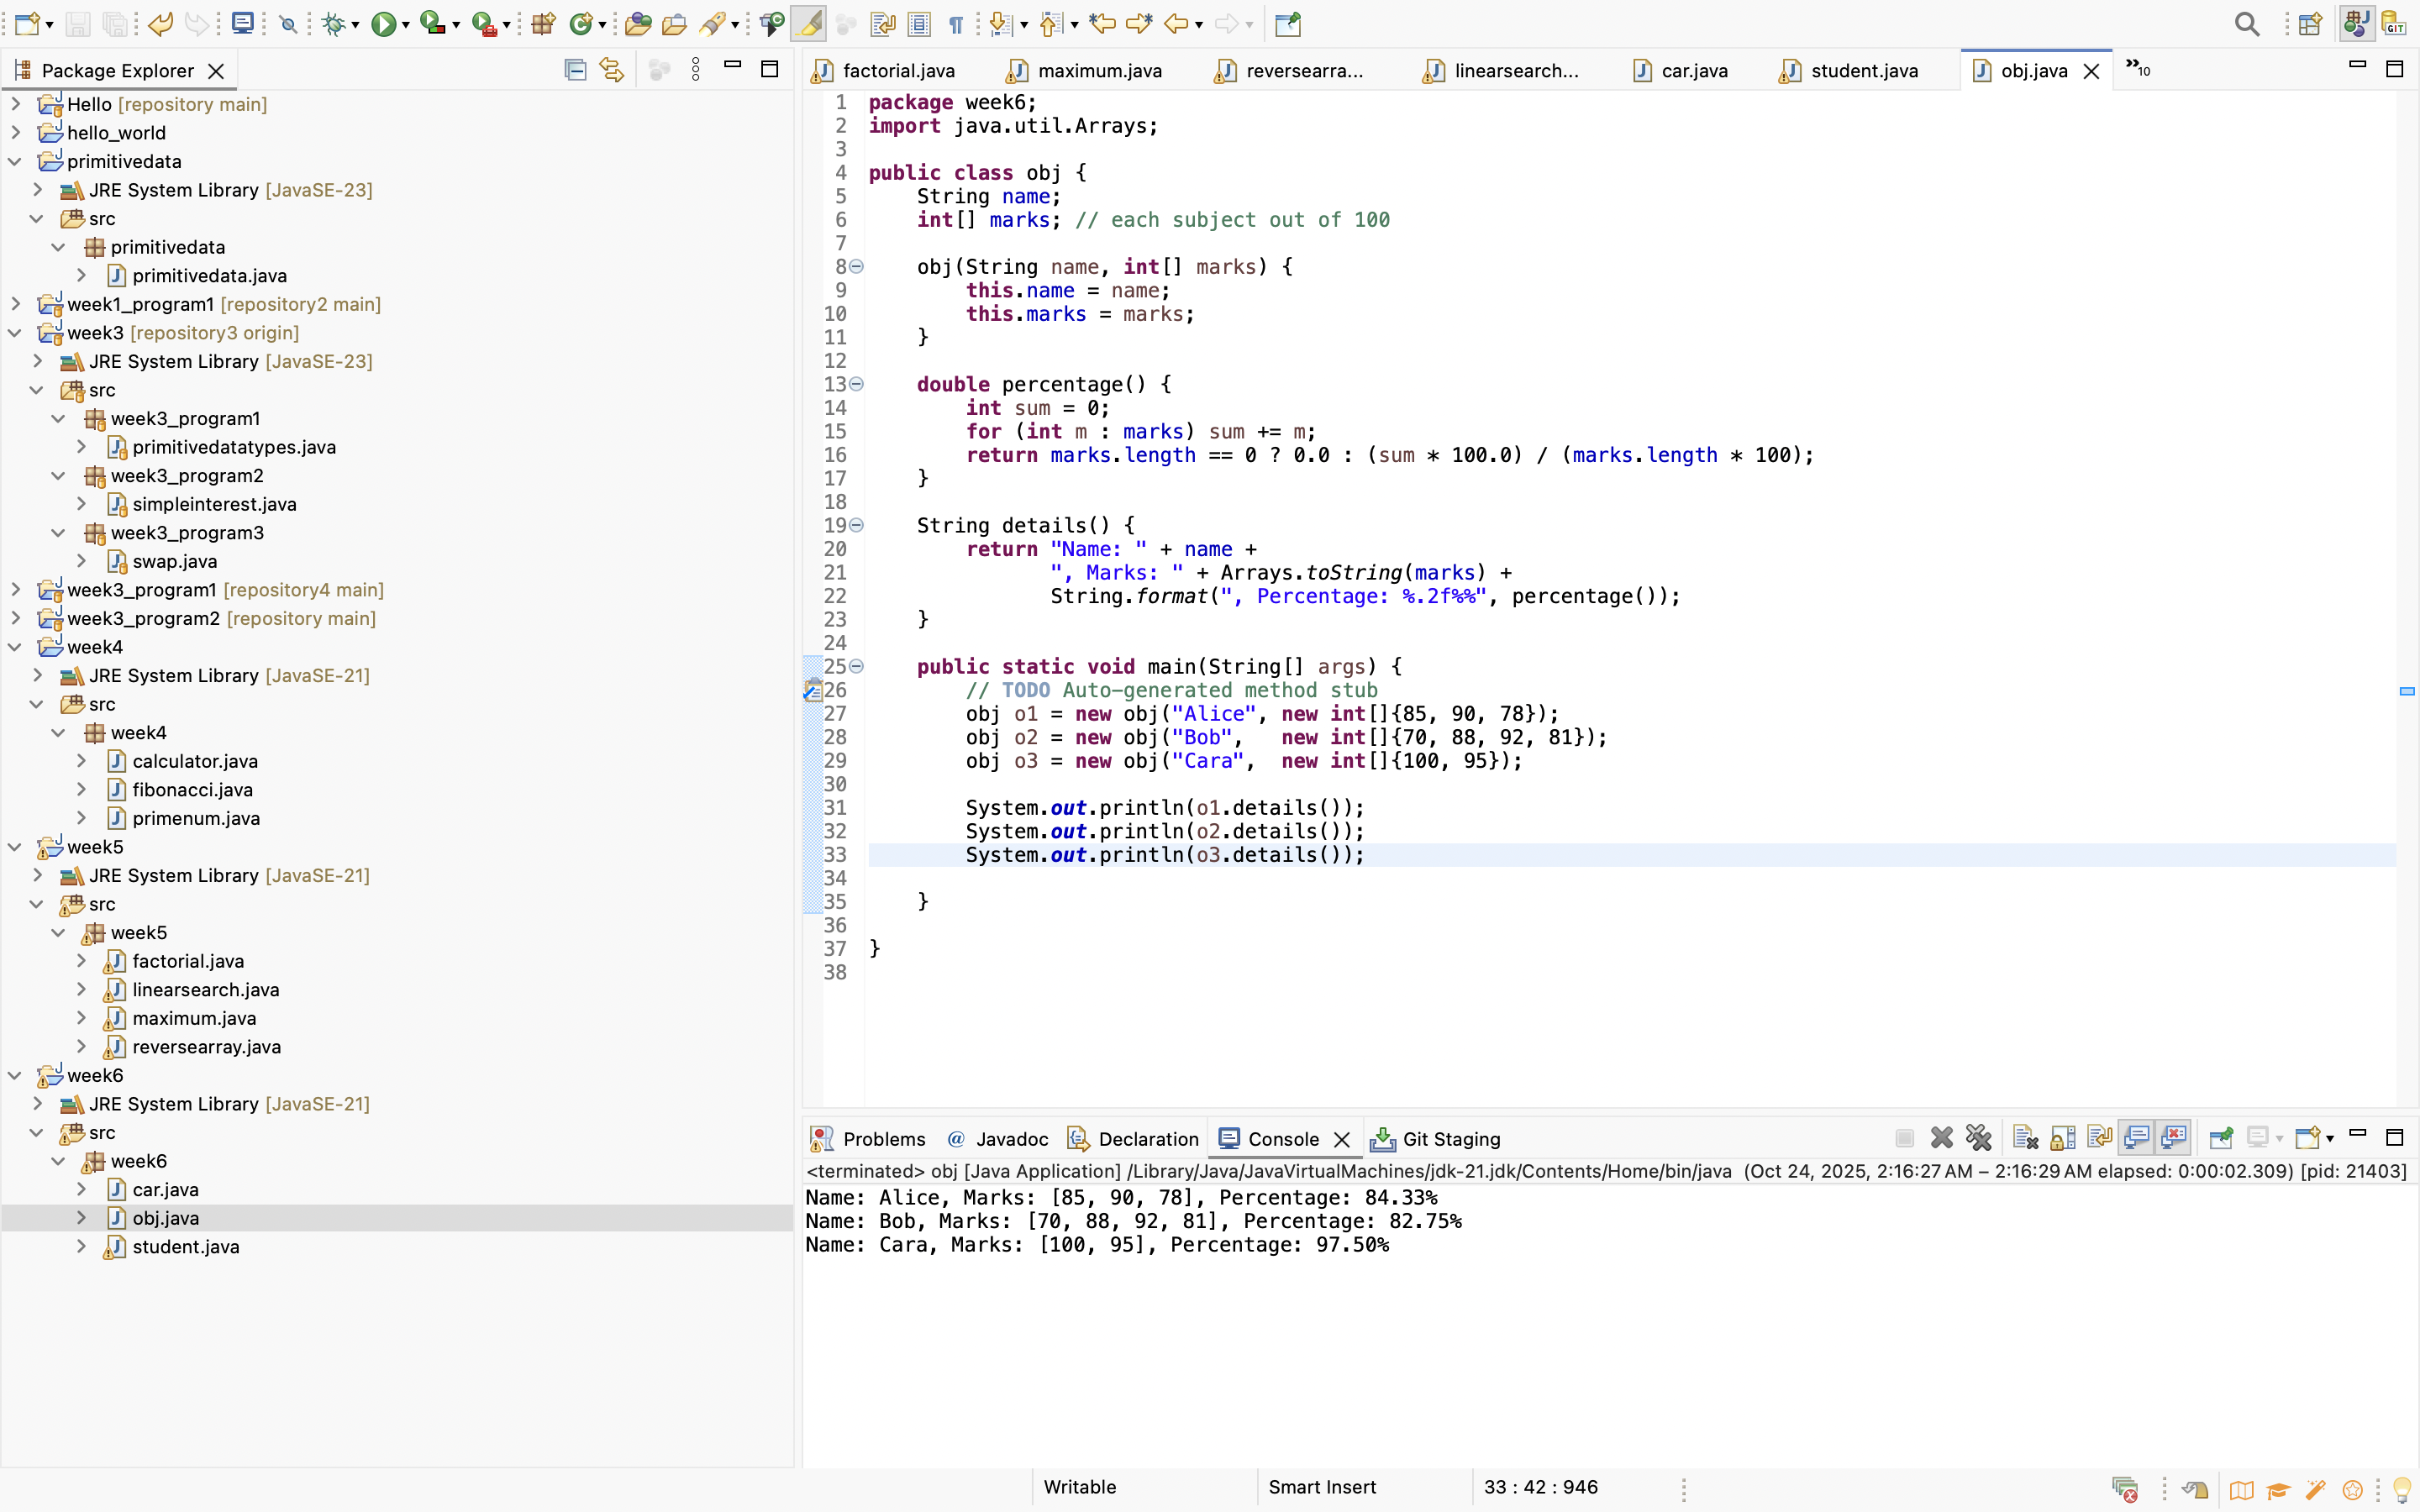 Package Explorer
Hello [repository main]
hello_world
primitivedata
JRE System Library [JavaSE-23]
src
primitivedata
primitivedata.java
week1_program1 [repository2 main]
week3 [repository3 origin]
JRE System Library [JavaSE-23]
src
week3_program1
primitivedatatypes.java
week3_program2
simpleinterest.java
week3_program3
swap.java
week3_program1 [repository4 main]
week3_program2 [repository main]
week4
JRE System Library [JavaSE-21]
src
week4
calculator.java
fibonacci.java
primenum.java
week5
JRE System Library [JavaSE-21]
src
week5
factorial.java
linearsearch.java
maximum.java
reversearray.java
week6
JRE System Library [JavaSE-21]
src
week6
car.java
obj.java
student.java
factorial.java maximum.java reversearra... linearsearch... car.java student.java obj.java »10
1 package week6;
2 import java.util.Arrays;
3
4 public class obj {
5     String name;
6     int[] marks; // each subject out of 100
7
8     obj(String name, int[] marks) {
9         this.name = name;
10         this.marks = marks;
11     }
12
13     double percentage() {
14         int sum = 0;
15         for (int m : marks) sum += m;
16         return marks.length == 0 ? 0.0 : (sum * 100.0) / (marks.length * 100);
17     }
18
19     String details() {
20         return "Name: " + name +
21                ", Marks: " + Arrays.toString(marks) +
22                String.format(", Percentage: %.2f%%", percentage());
23     }
24
25     public static void main(String[] args) {
26         // TODO Auto-generated method stub
27         obj o1 = new obj("Alice", new int[]{85, 90, 78});
28         obj o2 = new obj("Bob",   new int[]{70, 88, 92, 81});
29         obj o3 = new obj("Cara",  new int[]{100, 95});
30
31         System.out.println(o1.details());
32         System.out.println(o2.details());
33         System.out.println(o3.details());
34
35     }
36
37 }
38
Problems @ Javadoc Declaration Console Git Staging
<terminated> obj [Java Application] /Library/Java/JavaVirtualMachines/jdk-21.jdk/Contents/Home/bin/java (Oct 24, 2025, 2:16:27 AM – 2:16:29 AM elapsed: 0:00:02.309) [pid: 21403]
Name: Alice, Marks: [85, 90, 78], Percentage: 84.33%
Name: Bob, Marks: [70, 88, 92, 81], Percentage: 82.75%
Name: Cara, Marks: [100, 95], Percentage: 97.50%
Writable Smart Insert 33 : 42 : 946